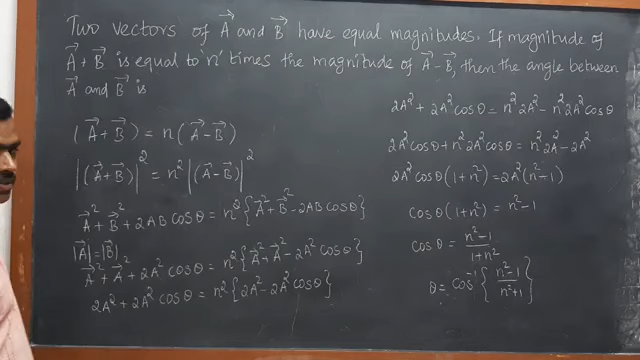 Two vectors of A⃗ and B⃗ have equal magnitudes. If magnitude of
A⃗ + B⃗ is equal to 'n' times the magnitude of A⃗ - B⃗, then the angle between
A⃗ and B⃗ is
|(A⃗+B⃗)| = n(A⃗-B⃗)
|(A⃗+B⃗)|² = n²|(A⃗-B⃗)|²
A⃗² + B⃗² + 2AB cosθ = n²{A⃗² + B⃗² - 2AB cosθ}
|A⃗| = |B⃗|
A⃗² + A⃗² + 2A² cosθ = n²{A⃗² + A⃗² - 2A² cosθ}
2A² + 2A² cosθ = n²{2A² - 2A² cosθ}
2A² + 2A² cosθ = n²2A² - n²2A² cosθ
2A² cosθ + n²2A² cosθ = n²2A² - 2A²
2A² cosθ(1+n²) = 2A²(n²-1)
cosθ(1+n²) = n²-1
cosθ = n²-1 / 1+n²
θ = cos⁻¹{n²-1 / n²+1}